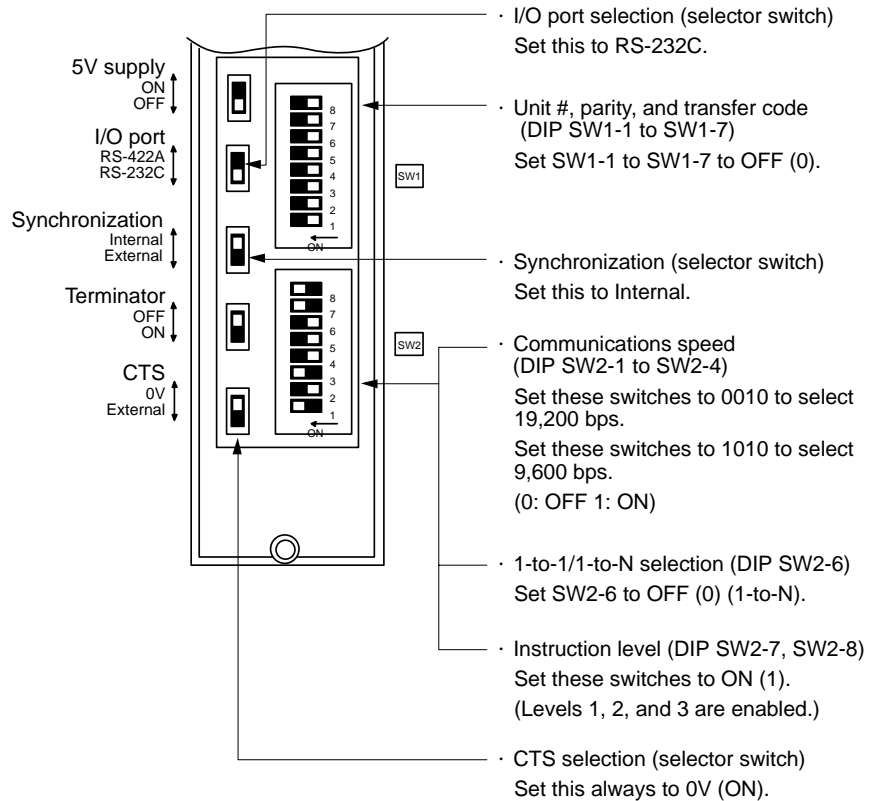 5V supply
ON
OFF
I/O port
RS-422A
RS-232C
Synchronization
Internal
External
Terminator
OFF
ON
CTS
0V
External
8
7
6
5
4
3
2
1
ON
SW1
8
7
6
5
4
3
2
1
ON
SW2
· I/O port selection (selector switch)
Set this to RS-232C.
· Unit #, parity, and transfer code
(DIP SW1-1 to SW1-7)
Set SW1-1 to SW1-7 to OFF (0).
· Synchronization (selector switch)
Set this to Internal.
· Communications speed
(DIP SW2-1 to SW2-4)
Set these switches to 0010 to select
19,200 bps.
Set these switches to 1010 to select
9,600 bps.
(0: OFF 1: ON)
· 1-to-1/1-to-N selection (DIP SW2-6)
Set SW2-6 to OFF (0) (1-to-N).
· Instruction level (DIP SW2-7, SW2-8)
Set these switches to ON (1).
(Levels 1, 2, and 3 are enabled.)
· CTS selection (selector switch)
Set this always to 0V (ON).